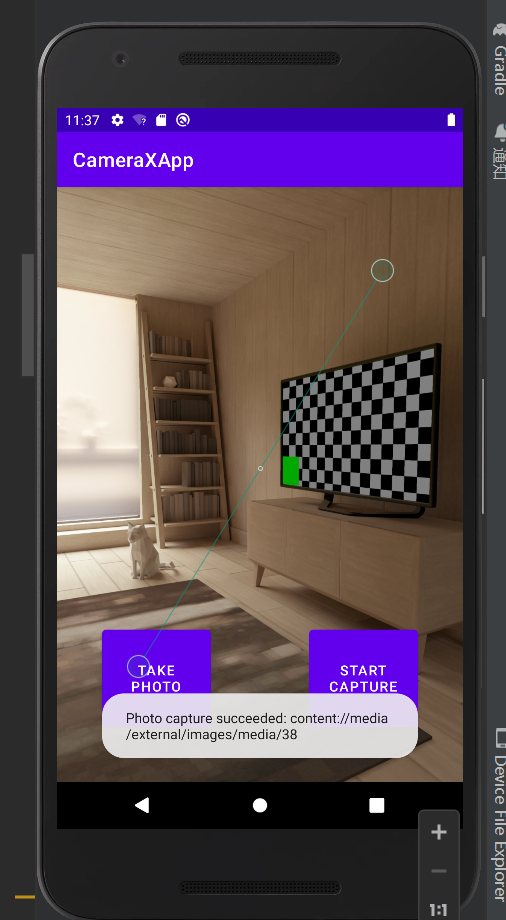 11:37
Gradle
CameraXApp
通知
TAKE
PHOTO
START
CAPTURE
Photo capture succeeded: content://media
/external/images/media/38
Device File Explorer
1:1